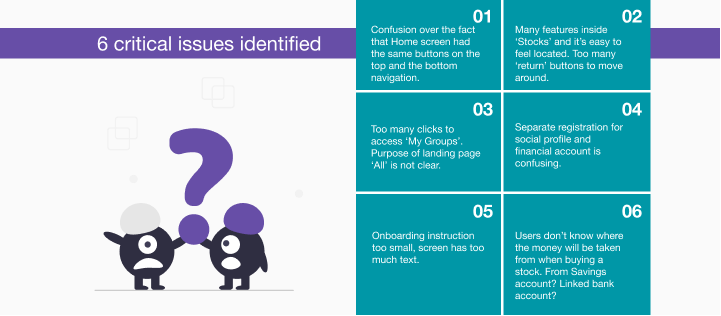 6 critical issues identified
01
Confusion over the fact
that Home screen had
the same buttons on the
top and the bottom
navigation.
02
Many features inside
‘Stocks’ and it’s easy to
feel located. Too many
‘return’ buttons to move
around.
03
Too many clicks to
access ‘My Groups’.
Purpose of landing page
‘All’ is not clear.
04
Separate registration for
social profile and
financial account is
confusing.
05
Onboarding instruction
too small, screen has too
much text.
06
Users don’t know where
the money will be taken
from when buying a
stock. From Savings
account? Linked bank
account?